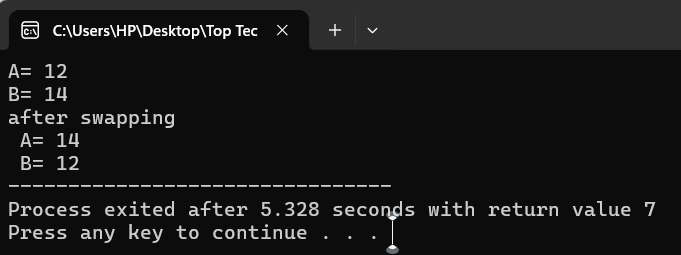 C:\Users\HP\Desktop\Top Tec
A= 12
B= 14
after swapping
 A= 14
 B= 12
--------------------------------
Process exited after 5.328 seconds with return value 7
Press any key to continue . . .